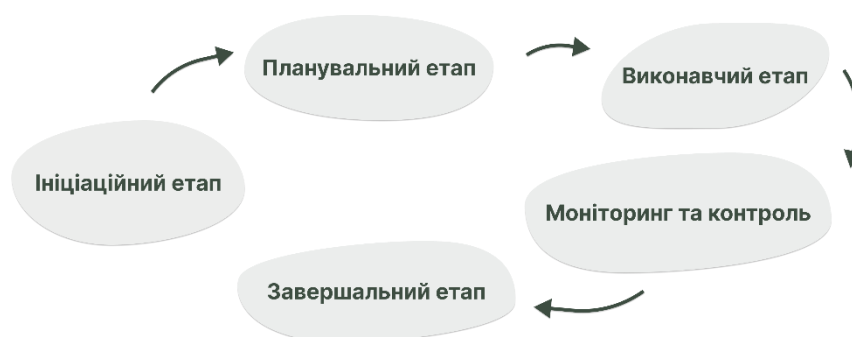 Ініціаційний етап
Планувальний етап
Виконавчий етап
Моніторинг та контроль
Завершальний етап